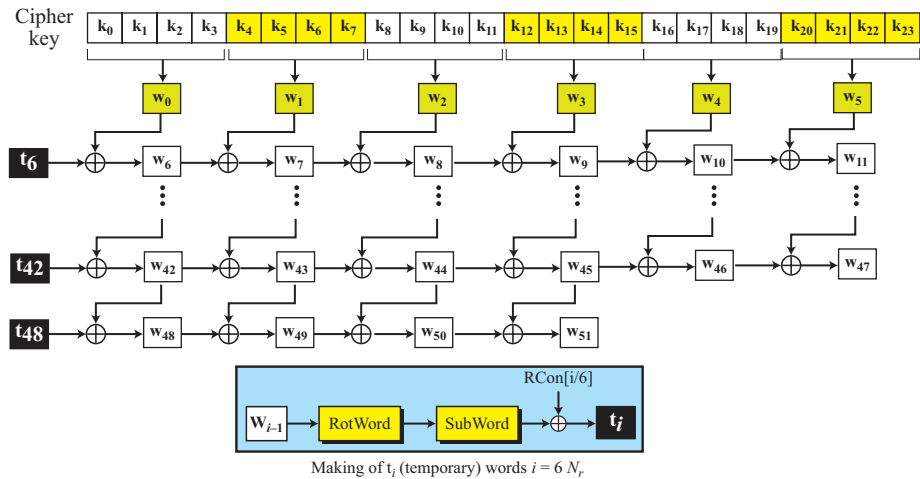 Cipher key
k0 k1 k2 k3 k4 k5 k6 k7 k8 k9 k10 k11 k12 k13 k14 k15 k16 k17 k18 k19 k20 k21 k22 k23
w0 w1 w2 w3 w4 w5
t6 w6 w7 w8 w9 w10 w11
t42 w42 w43 w44 w45 w46 w47
t48 w48 w49 w50 w51
RCon[i/6]
Wi–1 RotWord SubWord ti
Making of ti (temporary) words i = 6 Nr